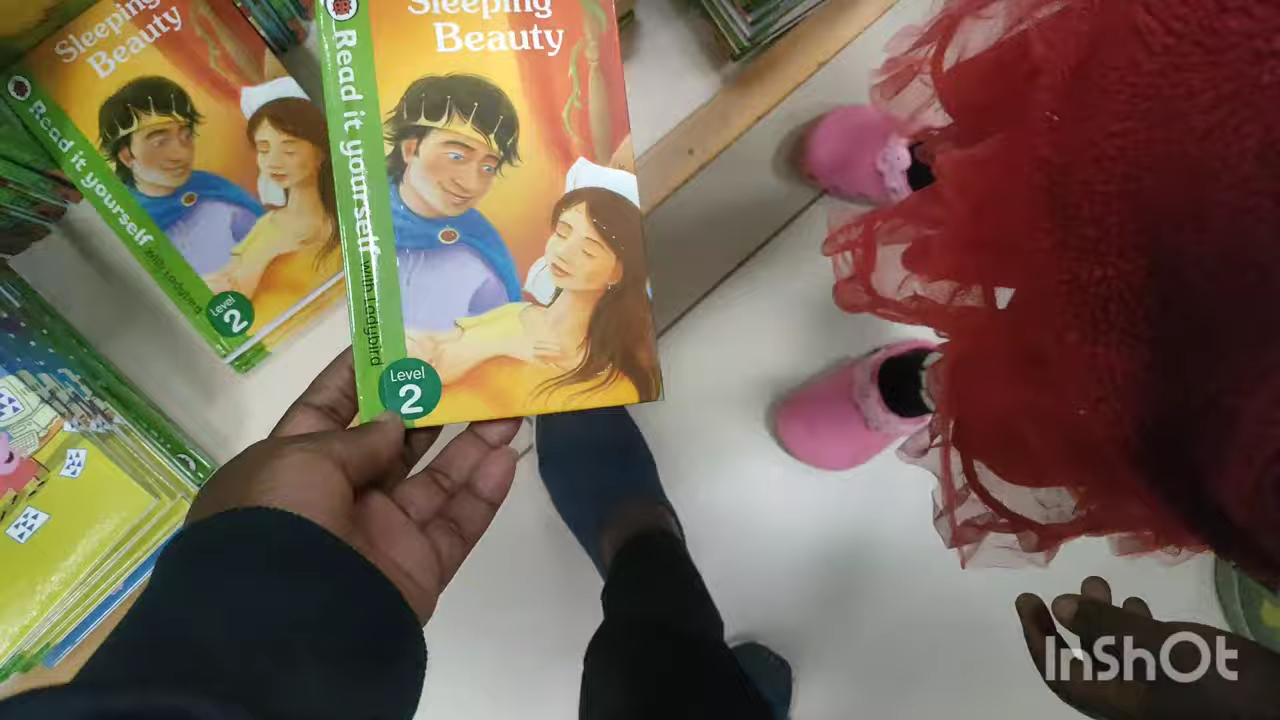 Sleeping
Beauty
Read it yourself with Ladybird
Level
2
Sleeping
Beauty
Read it yourself with Ladybird
Level
2
InShOt